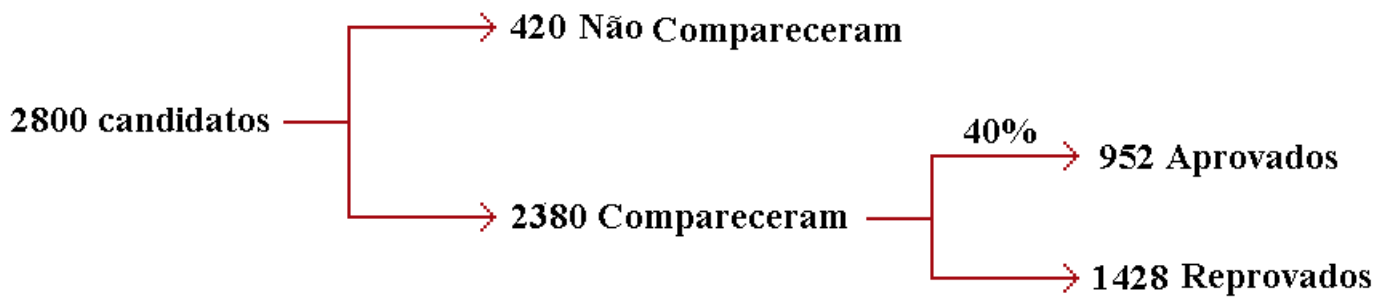 420 Não Compareceram
2800 candidatos
40%
952 Aprovados
2380 Compareceram
1428 Reprovados